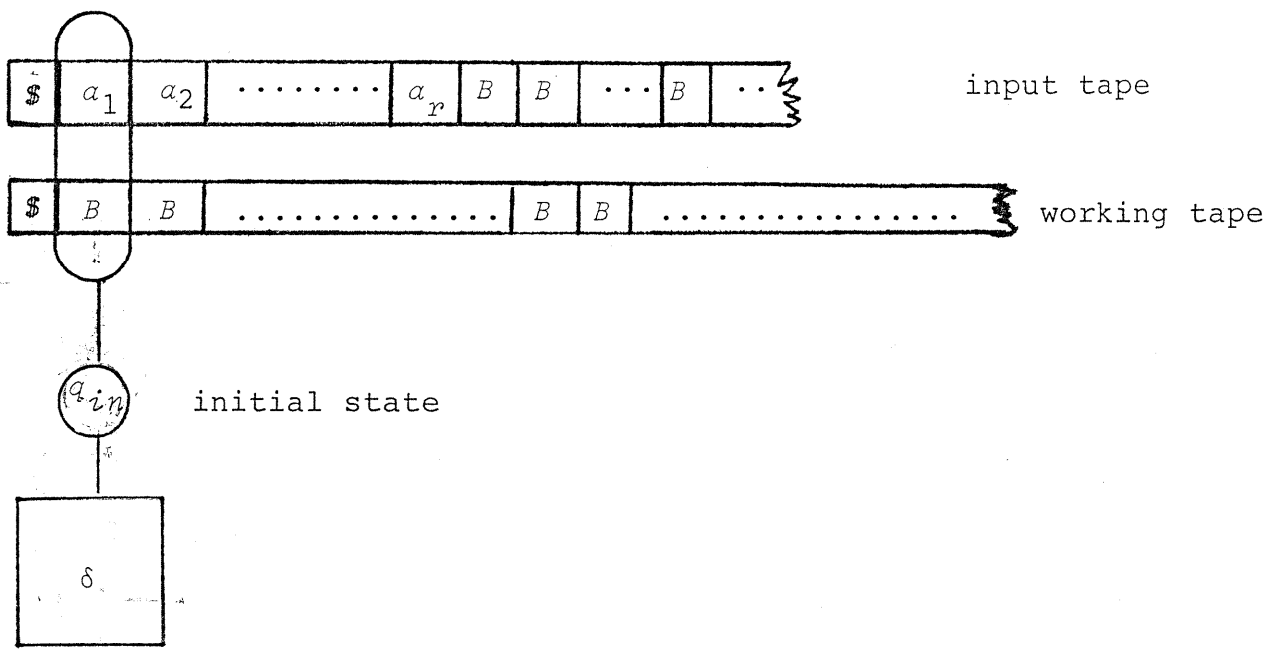 $ a₁ a₂ ········ aᵣ B B ··· B ·· input tape
$ B B ·············· B B ················ working tape
qᵢₙ initial state
δ